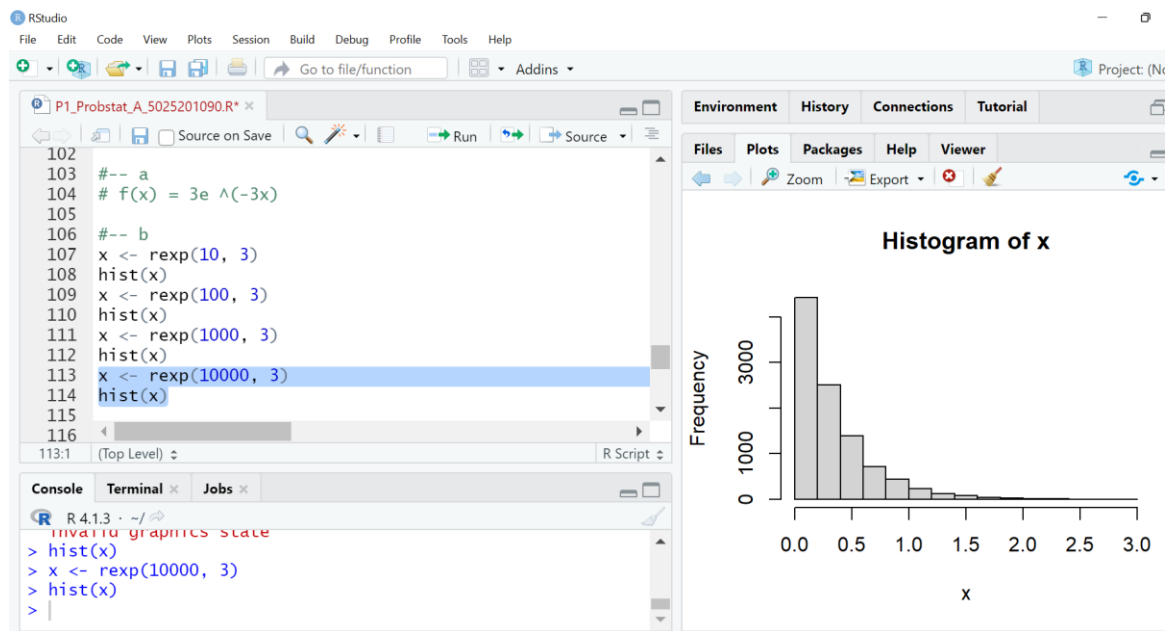 RStudio
File Edit Code View Plots Session Build Debug Profile Tools Help
Go to file/function Addins Project: (No
P1_Probstat_A_5025201090.R*
Source on Save Run Source
102
103 #-- a
104 # f(x) = 3e ^(-3x)
105
106 #-- b
107 x <- rexp(10, 3)
108 hist(x)
109 x <- rexp(100, 3)
110 hist(x)
111 x <- rexp(1000, 3)
112 hist(x)
113 x <- rexp(10000, 3)
114 hist(x)
115
116
113:1 (Top Level) R Script
Console Terminal Jobs
R 4.1.3 · ~/
invalid graphics state
> hist(x)
> x <- rexp(10000, 3)
> hist(x)
>
Environment History Connections Tutorial
Files Plots Packages Help Viewer
Zoom Export
Histogram of x
Frequency
3000
1000
0
0.0 0.5 1.0 1.5 2.0 2.5 3.0
x